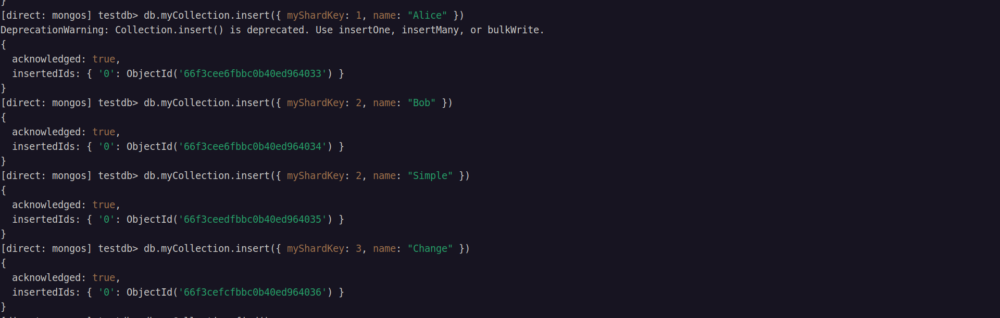 }
[direct: mongos] testdb> db.myCollection.insert({ myShardKey: 1, name: "Alice" })
DeprecationWarning: Collection.insert() is deprecated. Use insertOne, insertMany, or bulkWrite.
{
  acknowledged: true,
  insertedIds: { '0': ObjectId('66f3cee6fbbc0b40ed964033') }
}
[direct: mongos] testdb> db.myCollection.insert({ myShardKey: 2, name: "Bob" })
{
  acknowledged: true,
  insertedIds: { '0': ObjectId('66f3cee6fbbc0b40ed964034') }
}
[direct: mongos] testdb> db.myCollection.insert({ myShardKey: 2, name: "Simple" })
{
  acknowledged: true,
  insertedIds: { '0': ObjectId('66f3ceedfbbc0b40ed964035') }
}
[direct: mongos] testdb> db.myCollection.insert({ myShardKey: 3, name: "Change" })
{
  acknowledged: true,
  insertedIds: { '0': ObjectId('66f3cefcfbbc0b40ed964036') }
}